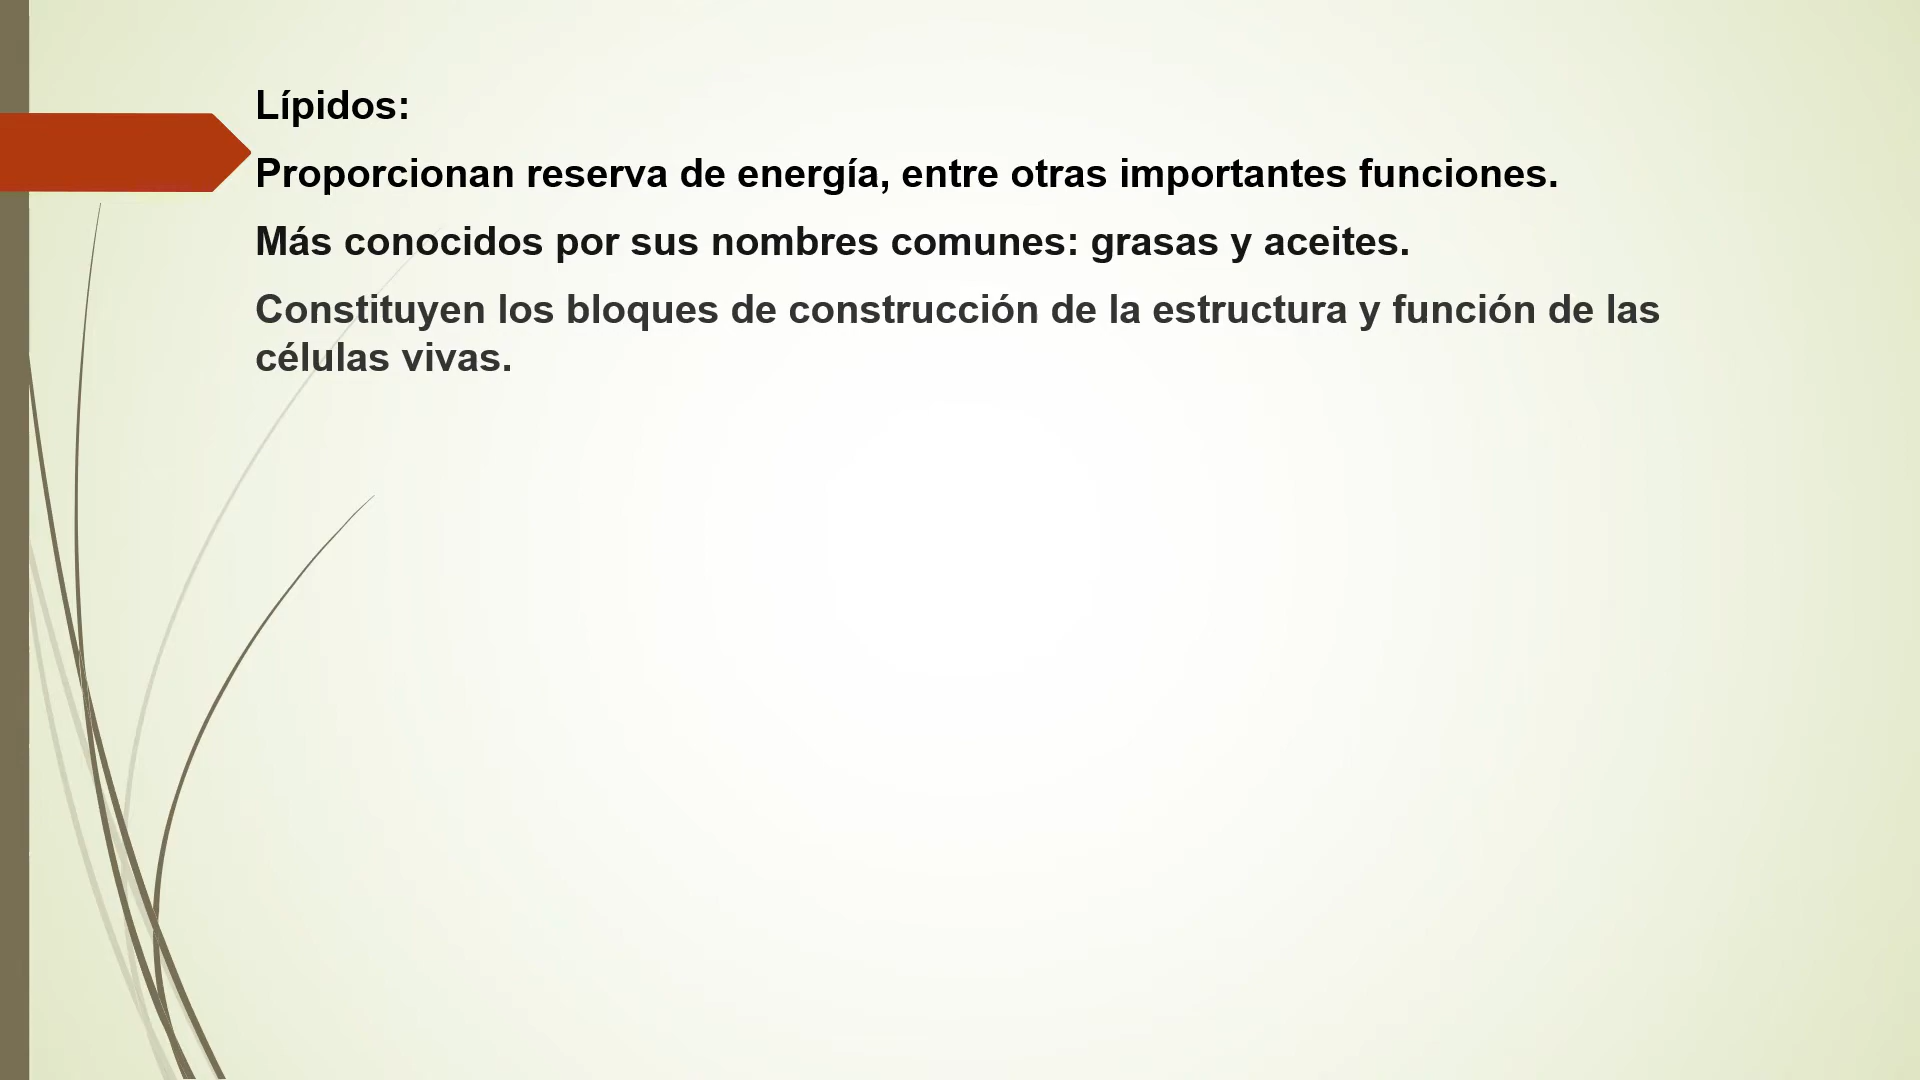 Lípidos:
Proporcionan reserva de energía, entre otras importantes funciones.
Más conocidos por sus nombres comunes: grasas y aceites.
Constituyen los bloques de construcción de la estructura y función de las
células vivas.